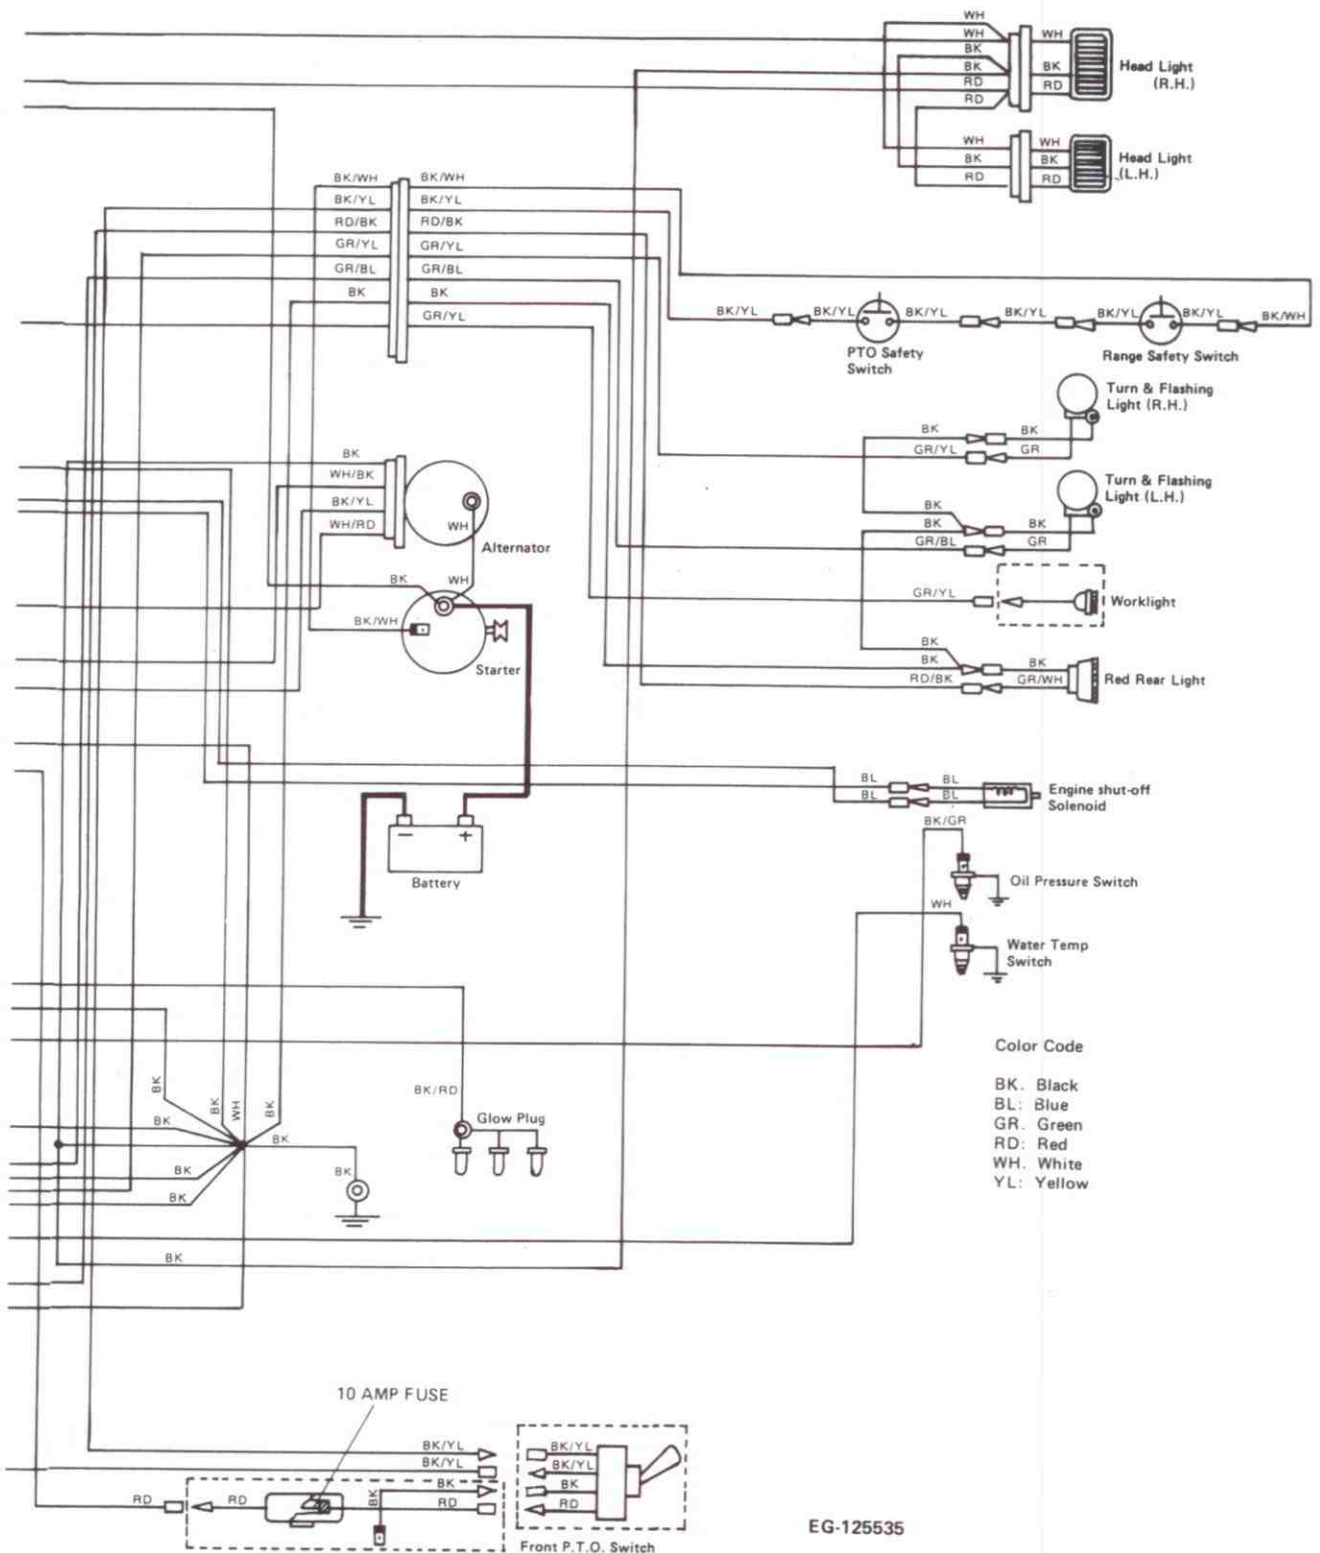 WH
WH
WH
BK
BK
BK
RD
RD
RD
Head Light
(R.H.)
WH
WH
BK
BK
RD
RD
Head Light
(L.H.)
BK/WH
BK/WH
BK/YL
BK/YL
RD/BK
RD/BK
GR/YL
GR/YL
GR/BL
GR/BL
BK
BK
GR/YL
BK/YL
BK/YL
BK/YL
BK/YL
BK/YL
BK/YL
BK/WH
PTO Safety
Switch
Range Safety Switch
Turn & Flashing
Light (R.H.)
BK
BK
GR/YL
GR
Turn & Flashing
Light (L.H.)
BK
BK
BK
GR/BL
GR
BK
WH/BK
BK/YL
WH/RD
WH
Alternator
BK
WH
BK/WH
Starter
GR/YL
Worklight
BK
BK
BK
RD/BK
GR/WH
Red Rear Light
BL
BL
BL
BL
Engine shut-off
Solenoid
BK/GR
Oil Pressure Switch
WH
Water Temp
Switch
−
+
Battery
Color Code
BK. Black
BL: Blue
GR. Green
RD: Red
WH. White
YL: Yellow
BK
BK
WH
BK
BK
BK
BK
BK
BK
BK/RD
Glow Plug
BK
10 AMP FUSE
BK/YL
BK/YL
BK/YL
BK/YL
BK
BK
BK
RD
RD
RD
RD
Front P.T.O. Switch
EG-125535